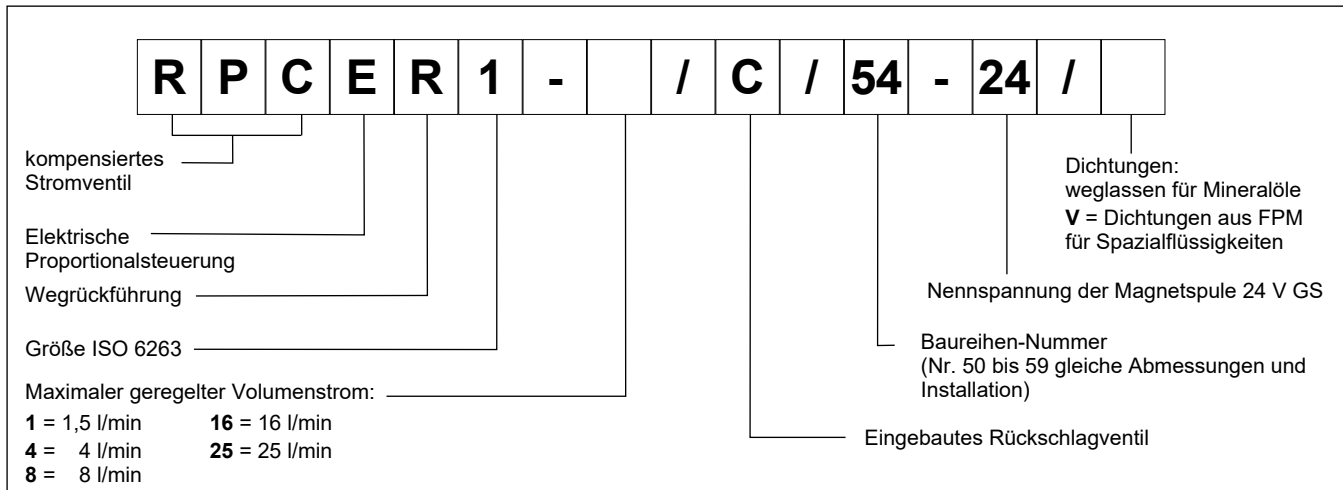 R P C E R 1 - / C / 54 - 24 /
kompensiertes
Stromventil
Elektrische
Proportionalsteuerung
Wegrückführung
Größe ISO 6263
Maximaler geregelter Volumenstrom:
1 = 1,5 l/min 16 = 16 l/min
4 = 4 l/min 25 = 25 l/min
8 = 8 l/min
Dichtungen:
weglassen für Mineralöle
V = Dichtungen aus FPM
für Spazialflüssigkeiten
Nennspannung der Magnetspule 24 V GS
Baureihen-Nummer
(Nr. 50 bis 59 gleiche Abmessungen und
Installation)
Eingebautes Rückschlagventil